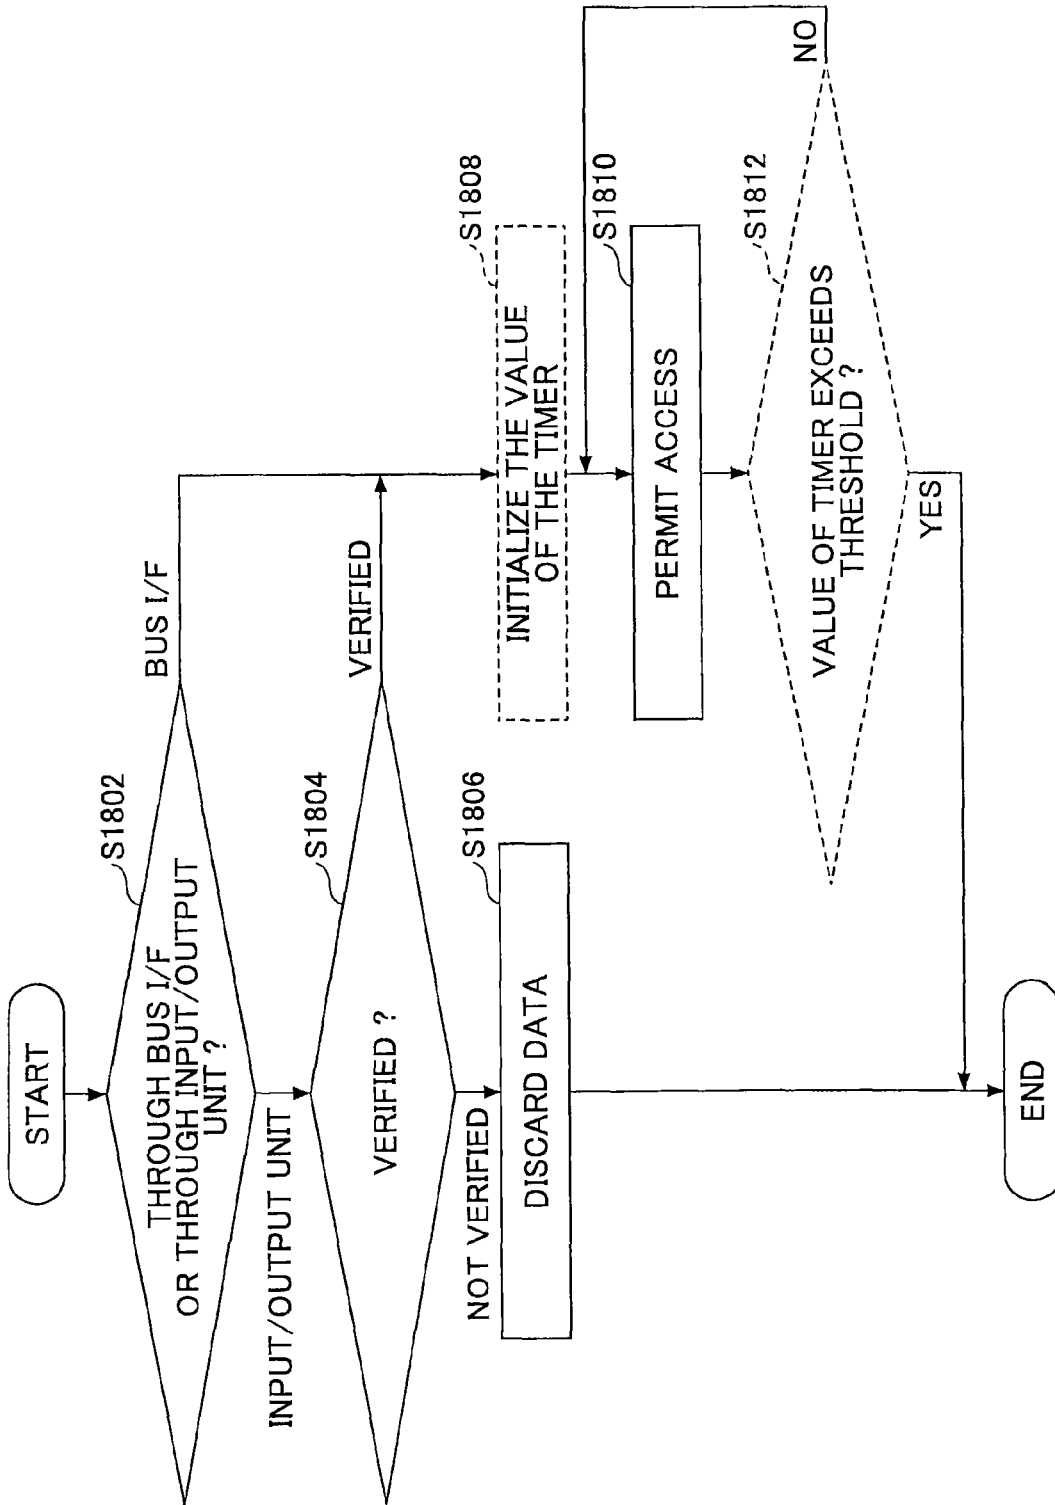 START
S1802
THROUGH BUS I/F
OR THROUGH INPUT/OUTPUT
UNIT ?
BUS I/F
INPUT/OUTPUT UNIT
S1804
VERIFIED ?
VERIFIED
NOT VERIFIED
S1806
DISCARD DATA
S1808
INITIALIZE THE VALUE
OF THE TIMER
S1810
PERMIT ACCESS
S1812
VALUE OF TIMER EXCEEDS
THRESHOLD ?
NO
YES
END